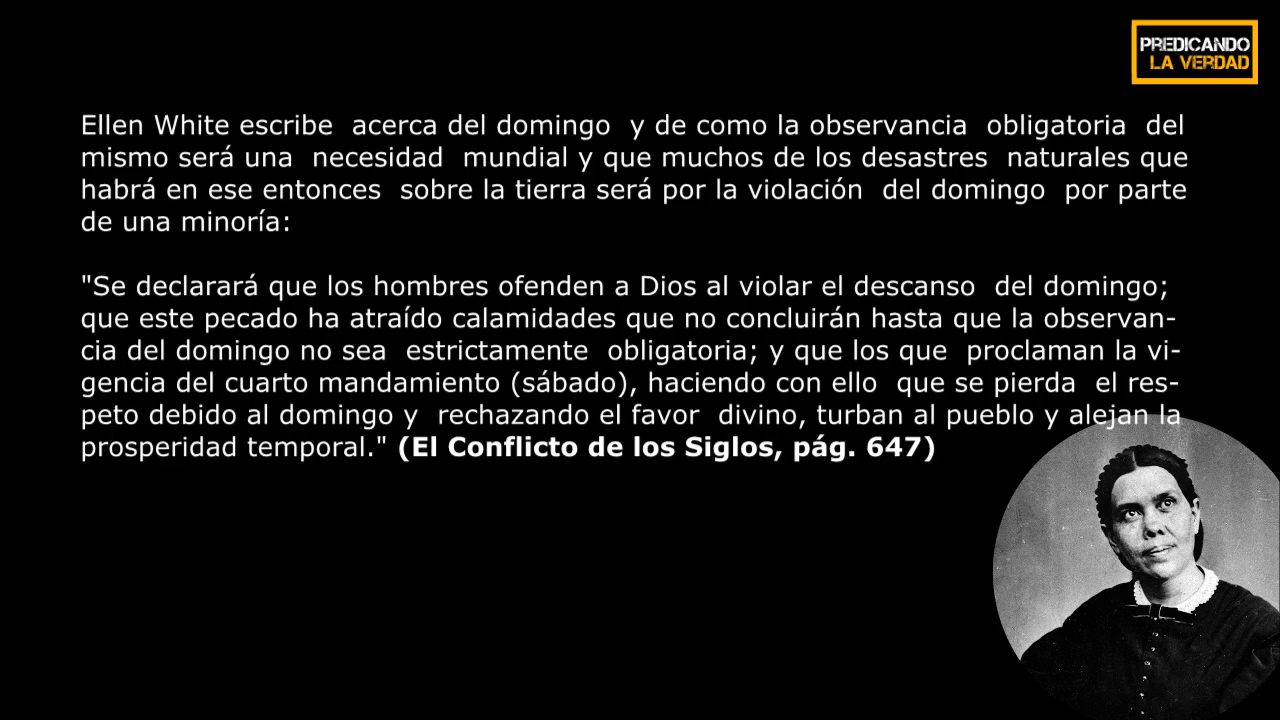 PREDICANDO
LA VERDAD
Ellen White escribe acerca del domingo y de como la observancia obligatoria del
mismo será una necesidad mundial y que muchos de los desastres naturales que
habrá en ese entonces sobre la tierra será por la violación del domingo por parte
de una minoría:
"Se declarará que los hombres ofenden a Dios al violar el descanso del domingo;
que este pecado ha atraído calamidades que no concluirán hasta que la observan-
cia del domingo no sea estrictamente obligatoria; y que los que proclaman la vi-
gencia del cuarto mandamiento (sábado), haciendo con ello que se pierda el res-
peto debido al domingo y rechazando el favor divino, turban al pueblo y alejan la
prosperidad temporal." (El Conflicto de los Siglos, pág. 647)